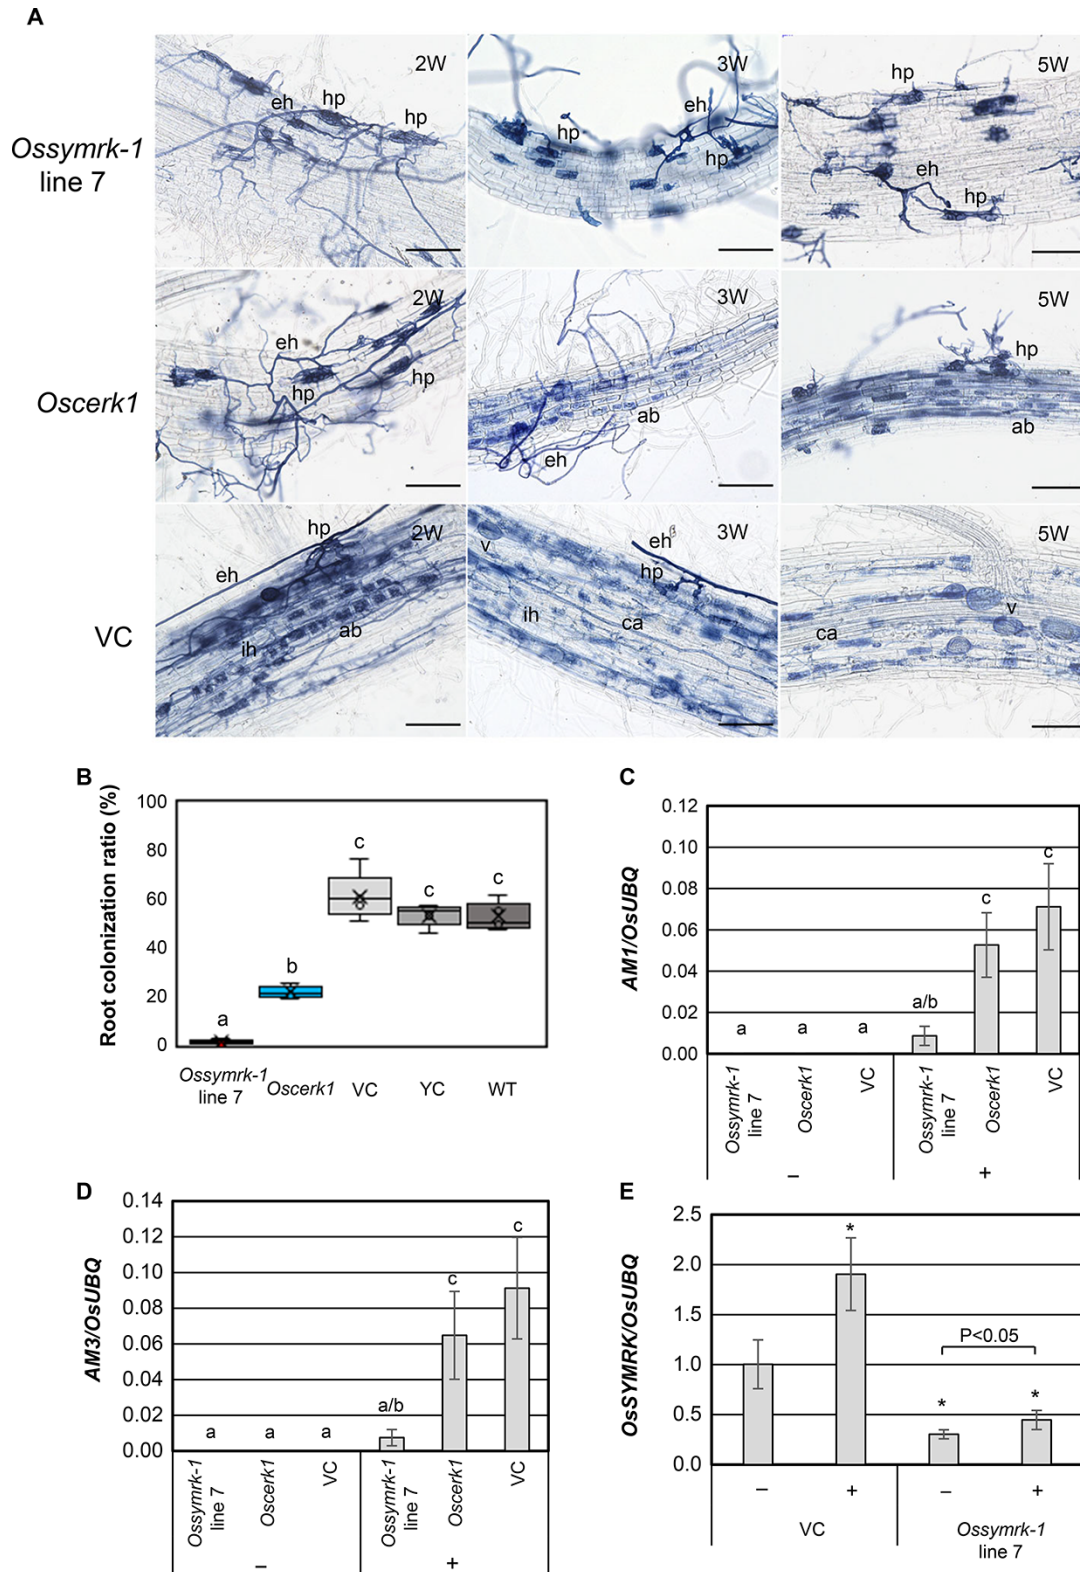 A
Ossymrk-1
line 7
2W
eh
hp
hp
3W
eh
hp
hp
5W
hp
eh
hp
Oscerk1
2W
eh
hp
hp
3W
ab
eh
5W
hp
ab
VC
2W
hp
eh
ab
ih
3W
v
eh
hp
ih
ca
5W
v
ca
B
Root colonization ratio (%)
100
80
60
40
20
0
a
b
c
c
c
Ossymrk-1
line 7
Oscerk1
VC
YC
WT
C
AM1/OsUBQ
0.12
0.10
0.08
0.06
0.04
0.02
0.00
a
a
a
a/b
c
c
Ossymrk-1
line 7
Oscerk1
VC
Ossymrk-1
line 7
Oscerk1
VC
–
+
D
AM3/OsUBQ
0.14
0.12
0.10
0.08
0.06
0.04
0.02
0.00
a
a
a
a/b
c
c
Ossymrk-1
line 7
Oscerk1
VC
Ossymrk-1
line 7
Oscerk1
VC
–
+
E
OsSYMRK/OsUBQ
2.5
2.0
1.5
1.0
0.5
0.0
*
P<0.05
*
*
–
+
–
+
VC
Ossymrk-1
line 7